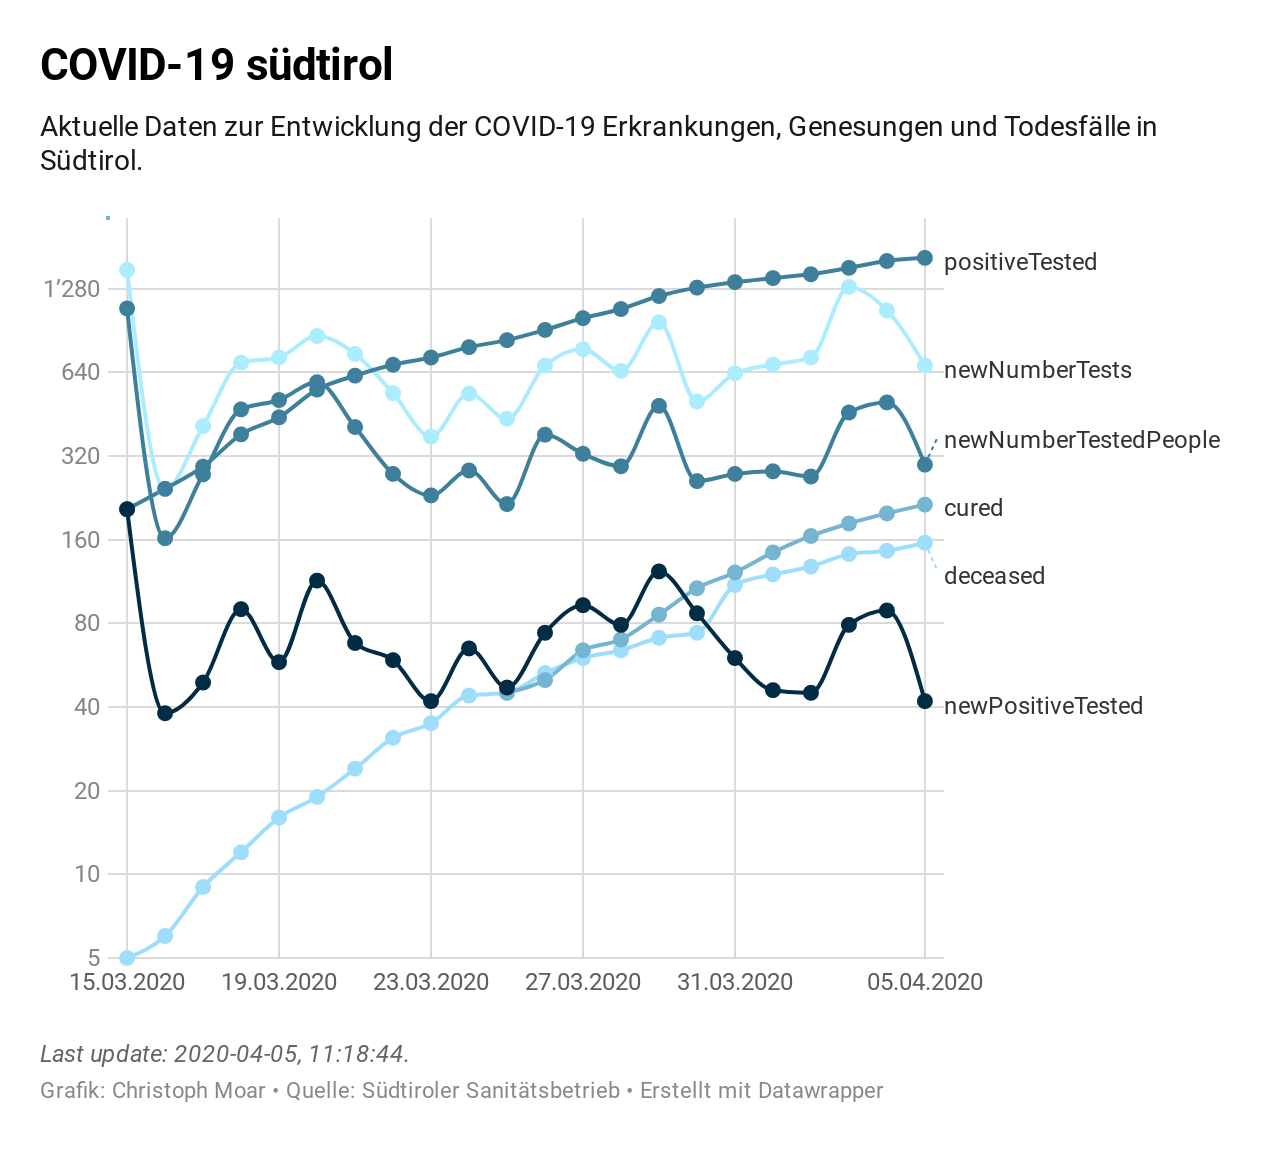 COVID-19 südtirol
Aktuelle Daten zur Entwicklung der COVID-19 Erkrankungen, Genesungen und Todesfälle in
Südtirol.
positiveTested
1’280
640
newNumberTests
newNumberTestedPeople
320
cured
160
deceased
80
40
newPositiveTested
20
10
5
15.03.2020 19.03.2020 23.03.2020 27.03.2020 31.03.2020 05.04.2020
Last update: 2020-04-05, 11:18:44.
Grafik: Christoph Moar • Quelle: Südtiroler Sanitätsbetrieb • Erstellt mit Datawrapper